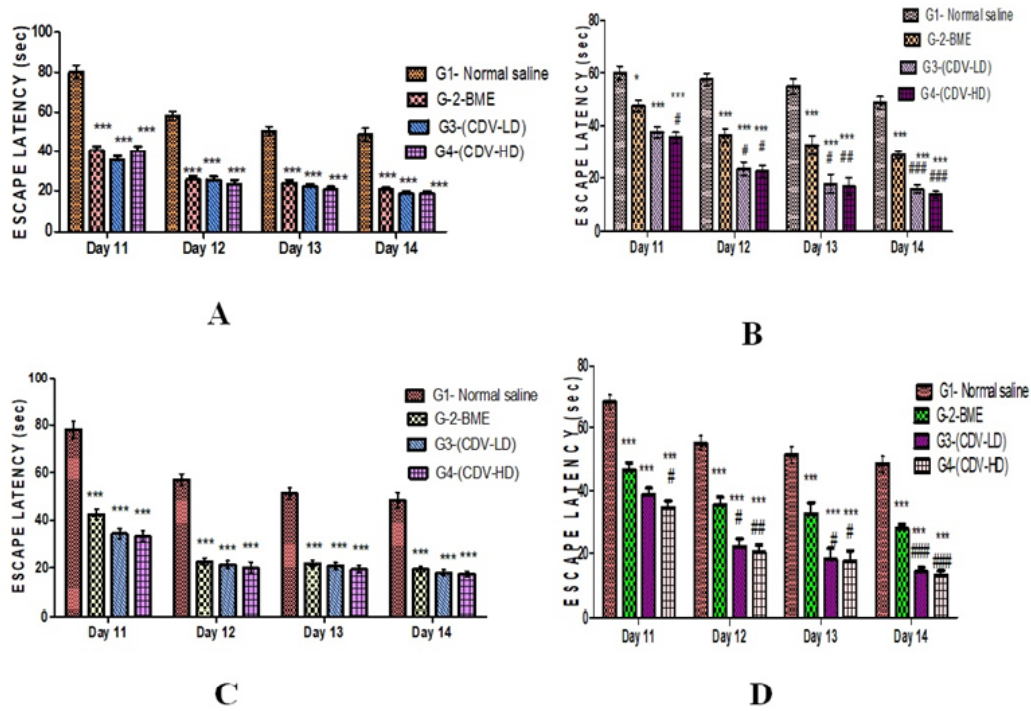 100
80
60
40
20
0
ESCAPE LATENCY (sec)
G1- Normal saline
G-2-BME
G3-(CDV-LD)
G4-(CDV-HD)
*** *** ***
*** *** ***
*** *** ***
*** *** ***
Day 11 Day 12 Day 13 Day 14
A
80
60
40
20
0
ESCAPE LATENCY (sec)
G1- Normal saline
G-2-BME
G3-(CDV-LD)
G4-(CDV-HD)
* *** ***
#
*** *** ***
# #
*** *** ***
# ##
*** *** ***
### ###
Day 11 Day 12 Day 13 Day 14
B
100
80
60
40
20
0
ESCAPE LATENCY (sec)
G1- Normal saline
G-2-BME
G3-(CDV-LD)
G4-(CDV-HD)
*** *** ***
*** *** ***
*** *** ***
*** *** ***
Day 11 Day 12 Day 13 Day 14
C
80
60
40
20
0
ESCAPE LATENCY (sec)
G1- Normal saline
G-2-BME
G3-(CDV-LD)
G4-(CDV-HD)
*** *** ***
#
*** *** ***
# ##
*** *** ***
# #
*** *** ***
Day 11 Day 12 Day 13 Day 14
D